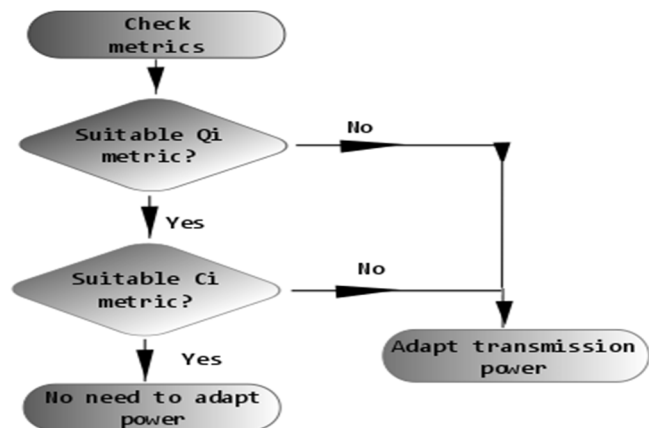 Check
metrics
Suitable Qi
metric?
No
Yes
Suitable Ci
metric?
No
Yes
Adapt transmission
power
No need to adapt
power